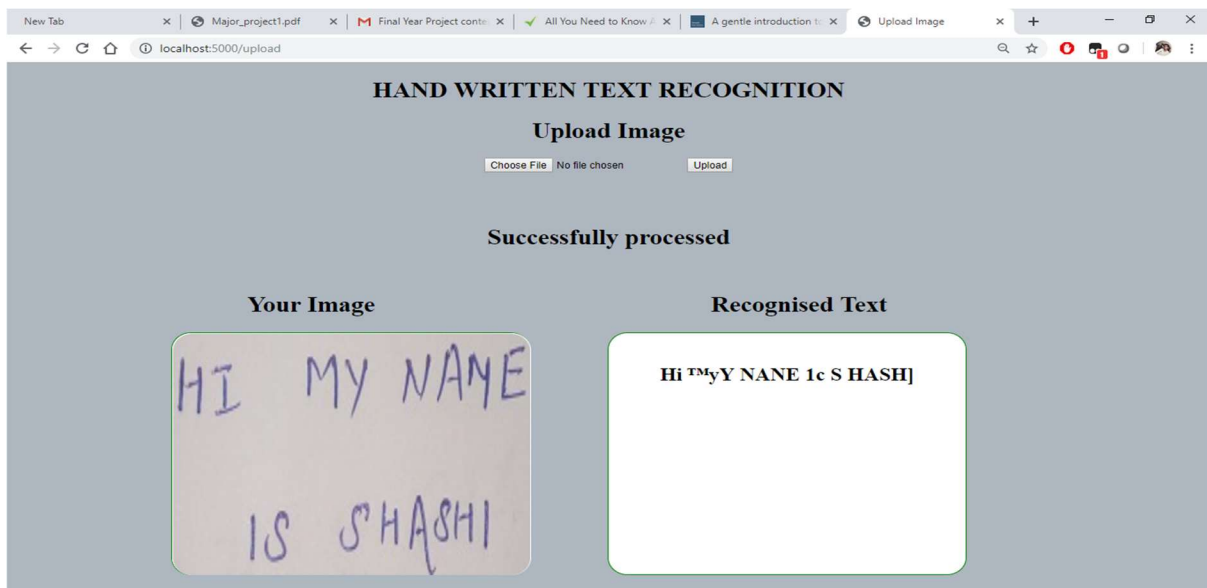 New Tab
Major_project1.pdf
Final Year Project conte
All You Need to Know
A gentle introduction to
Upload Image
localhost:5000/upload
1
HAND WRITTEN TEXT RECOGNITION
Upload Image
Choose File No file chosen Upload
Successfully processed
Your Image Recognised Text
HI MY NAME
IS SHASHI
Hi ™yY NANE 1c S HASH]